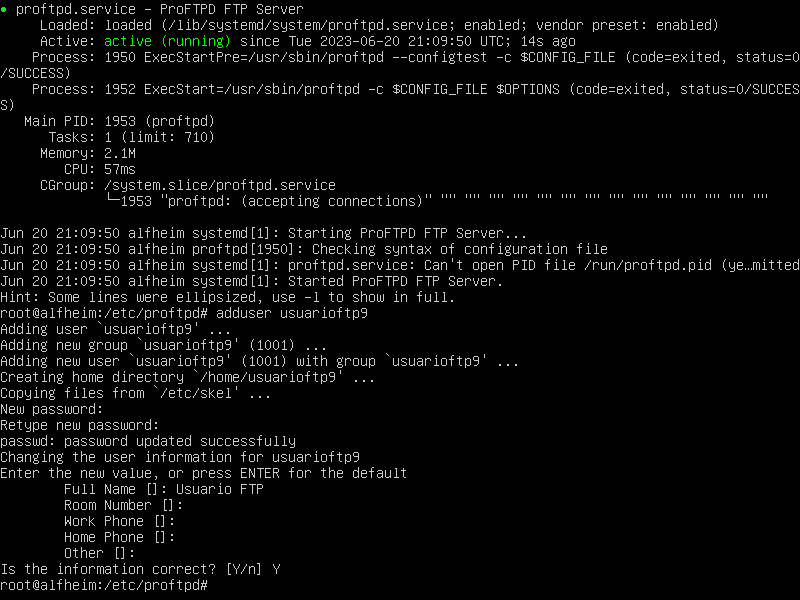 ● proftpd.service - ProFTPD FTP Server
     Loaded: loaded (/lib/systemd/system/proftpd.service; enabled; vendor preset: enabled)
     Active: active (running) since Tue 2023-06-20 21:09:50 UTC; 14s ago
    Process: 1950 ExecStartPre=/usr/sbin/proftpd --configtest -c $CONFIG_FILE (code=exited, status=0
/SUCCESS)
    Process: 1952 ExecStart=/usr/sbin/proftpd -c $CONFIG_FILE $OPTIONS (code=exited, status=0/SUCCES
S)
   Main PID: 1953 (proftpd)
      Tasks: 1 (limit: 710)
     Memory: 2.1M
        CPU: 57ms
     CGroup: /system.slice/proftpd.service
             └─1953 "proftpd: (accepting connections)" "" "" "" "" "" "" "" "" "" "" "" "" "" ""

Jun 20 21:09:50 alfheim systemd[1]: Starting ProFTPD FTP Server...
Jun 20 21:09:50 alfheim proftpd[1950]: Checking syntax of configuration file
Jun 20 21:09:50 alfheim systemd[1]: proftpd.service: Can't open PID file /run/proftpd.pid (ye…mitted
Jun 20 21:09:50 alfheim systemd[1]: Started ProFTPD FTP Server.
Hint: Some lines were ellipsized, use -l to show in full.
root@alfheim:/etc/proftpd# adduser usuarioftp9
Adding user `usuarioftp9' ...
Adding new group `usuarioftp9' (1001) ...
Adding new user `usuarioftp9' (1001) with group `usuarioftp9' ...
Creating home directory `/home/usuarioftp9' ...
Copying files from `/etc/skel' ...
New password:
Retype new password:
passwd: password updated successfully
Changing the user information for usuarioftp9
Enter the new value, or press ENTER for the default
        Full Name []: Usuario FTP
        Room Number []:
        Work Phone []:
        Home Phone []:
        Other []:
Is the information correct? [Y/n] Y
root@alfheim:/etc/proftpd#